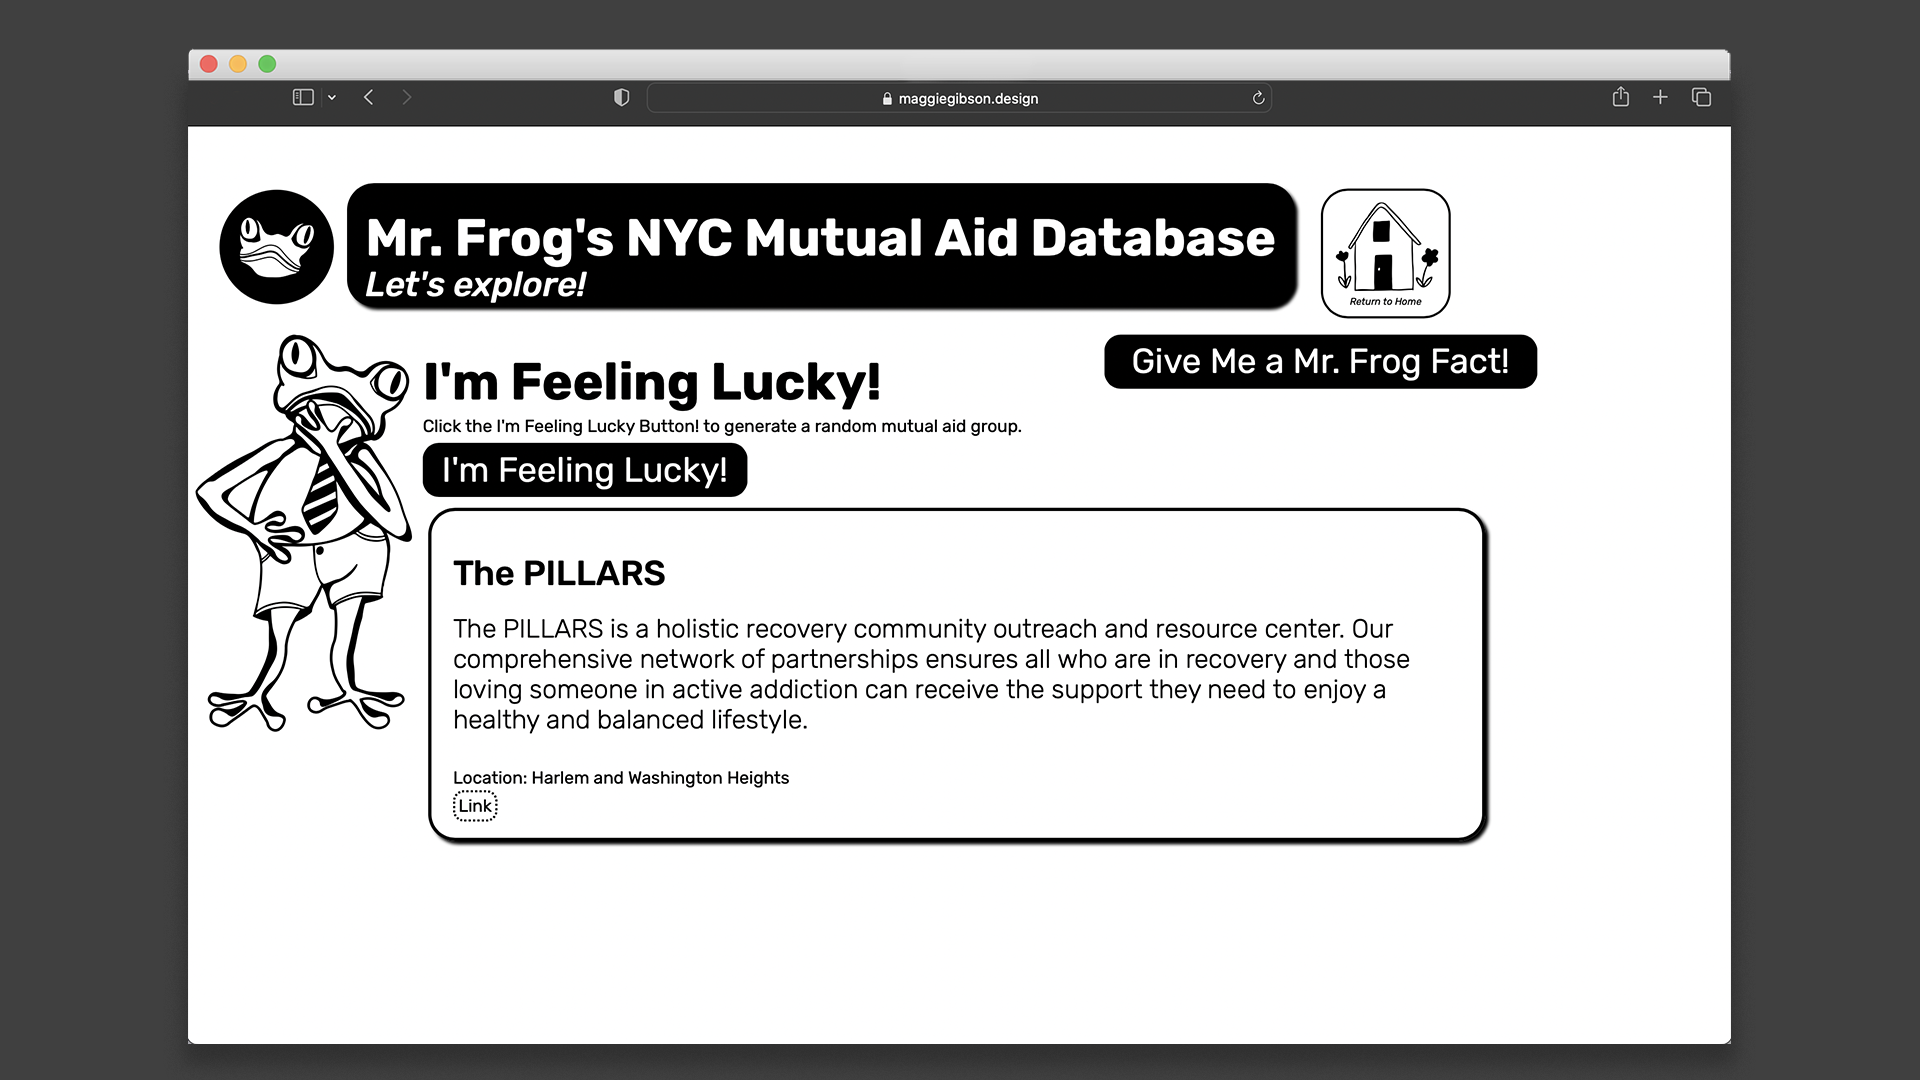 maggiegibson.design
Mr. Frog's NYC Mutual Aid Database
Let's explore!
Return to Home
Give Me a Mr. Frog Fact!
I'm Feeling Lucky!
Click the I'm Feeling Lucky Button! to generate a random mutual aid group.
I'm Feeling Lucky!
The PILLARS
The PILLARS is a holistic recovery community outreach and resource center. Our
comprehensive network of partnerships ensures all who are in recovery and those
loving someone in active addiction can receive the support they need to enjoy a
healthy and balanced lifestyle.
Location: Harlem and Washington Heights
Link